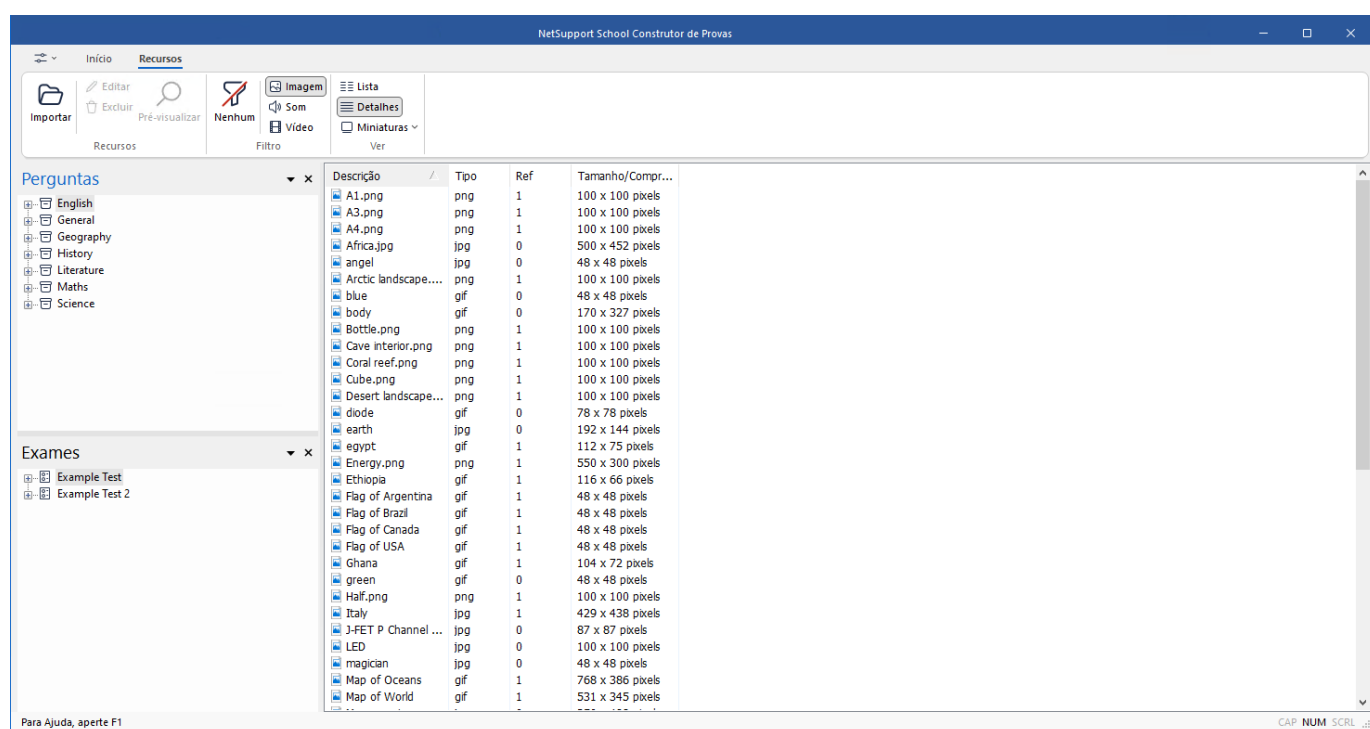 NetSupport School Construtor de Provas
Início Recursos
Importar
Editar
Excluir
Pré-visualizar
Recursos
Nenhum
Imagem
Som
Vídeo
Filtro
Lista
Detalhes
Miniaturas
Ver
Perguntas
English
General
Geography
History
Literature
Maths
Science
Exames
Example Test
Example Test 2
Descrição Tipo Ref Tamanho/Compr...
A1.png png 1 100 x 100 pixels
A3.png png 1 100 x 100 pixels
A4.png png 1 100 x 100 pixels
Africa.jpg jpg 0 500 x 452 pixels
angel jpg 0 48 x 48 pixels
Arctic landscape.... png 1 100 x 100 pixels
blue gif 0 48 x 48 pixels
body gif 0 170 x 327 pixels
Bottle.png png 1 100 x 100 pixels
Cave interior.png png 1 100 x 100 pixels
Coral reef.png png 1 100 x 100 pixels
Cube.png png 1 100 x 100 pixels
Desert landscape... png 1 100 x 100 pixels
diode gif 0 78 x 78 pixels
earth jpg 0 192 x 144 pixels
egypt gif 1 112 x 75 pixels
Energy.png png 1 550 x 300 pixels
Ethiopia gif 1 116 x 66 pixels
Flag of Argentina gif 1 48 x 48 pixels
Flag of Brazil gif 1 48 x 48 pixels
Flag of Canada gif 1 48 x 48 pixels
Flag of USA gif 1 48 x 48 pixels
Ghana gif 1 104 x 72 pixels
green gif 0 48 x 48 pixels
Half.png png 1 100 x 100 pixels
Italy jpg 1 429 x 438 pixels
J-FET P Channel ... jpg 0 87 x 87 pixels
LED jpg 0 100 x 100 pixels
magician jpg 0 48 x 48 pixels
Map of Oceans gif 1 768 x 386 pixels
Map of World gif 1 531 x 345 pixels
Para Ajuda, aperte F1
CAP NUM SCRL